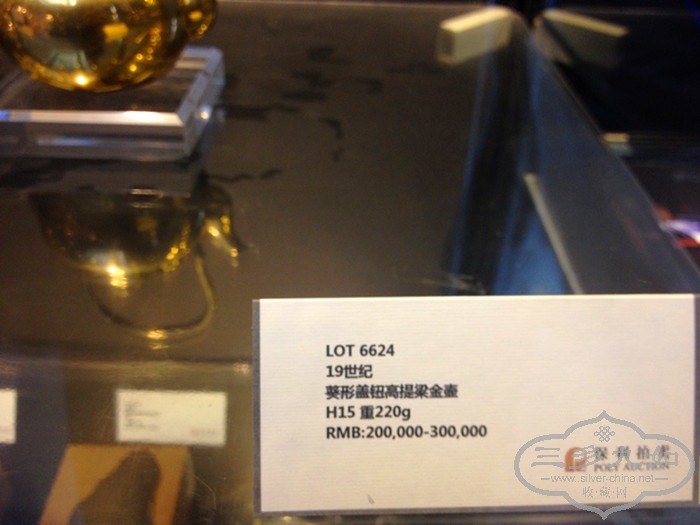 LOT 6624
19世纪
葵形盖钮高提梁金壶
H15 重220g
RMB:200,000-300,000
保利拍卖
POLY AUCTION
www.silver-china.net
收·藏·网